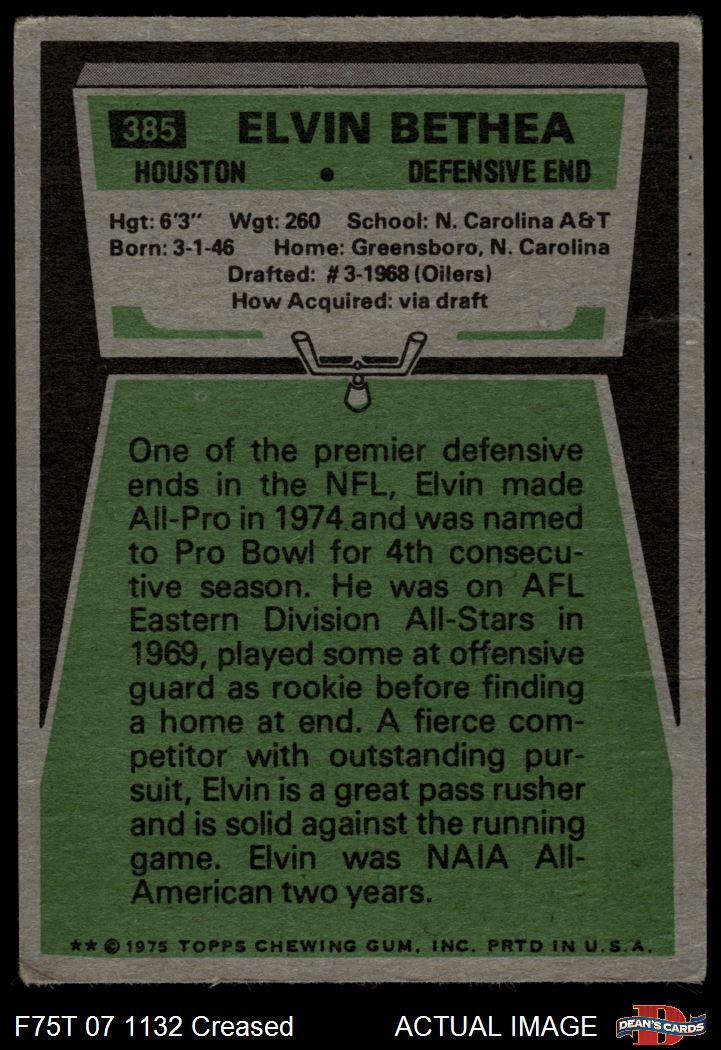 385 ELVIN BETHEA
HOUSTON • DEFENSIVE END
Hgt: 6'3" Wgt: 260 School: N. Carolina A&T
Born: 3-1-46 Home: Greensboro, N. Carolina
Drafted: #3-1968 (Oilers)
How Acquired: via draft
One of the premier defensive
ends in the NFL, Elvin made
All-Pro in 1974 and was named
to Pro Bowl for 4th consecu-
tive season. He was on AFL
Eastern Division All-Stars in
1969, played some at offensive
guard as rookie before finding
a home at end. A fierce com-
petitor with outstanding pur-
suit, Elvin is a great pass rusher
and is solid against the running
game. Elvin was NAIA All-
American two years.
** © 1975 TOPPS CHEWING GUM, INC. PRTD IN U.S.A.
F75T 07 1132 Creased ACTUAL IMAGE DEAN'S CARDS